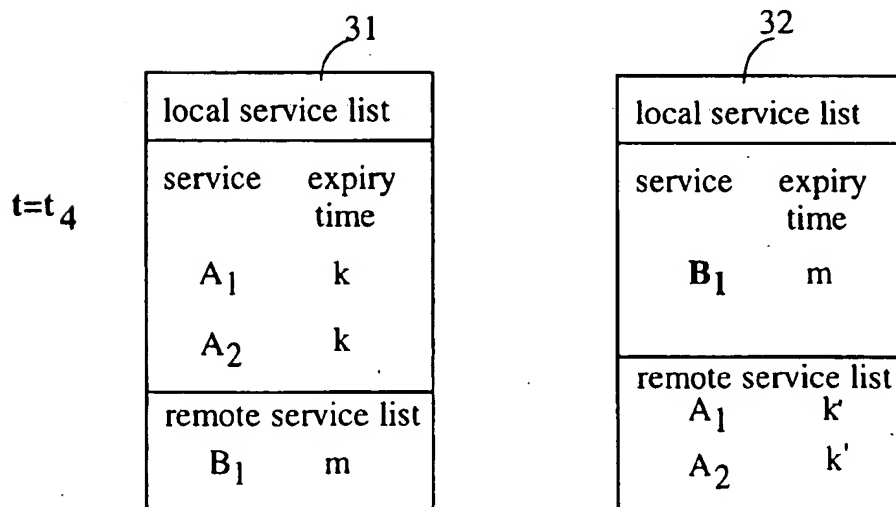 31
local service list
service expiry
time
t=t4
A1 k
A2 k
remote service list
B1 m
32
local service list
service expiry
time
B1 m
remote service list
A1 k'
A2 k'